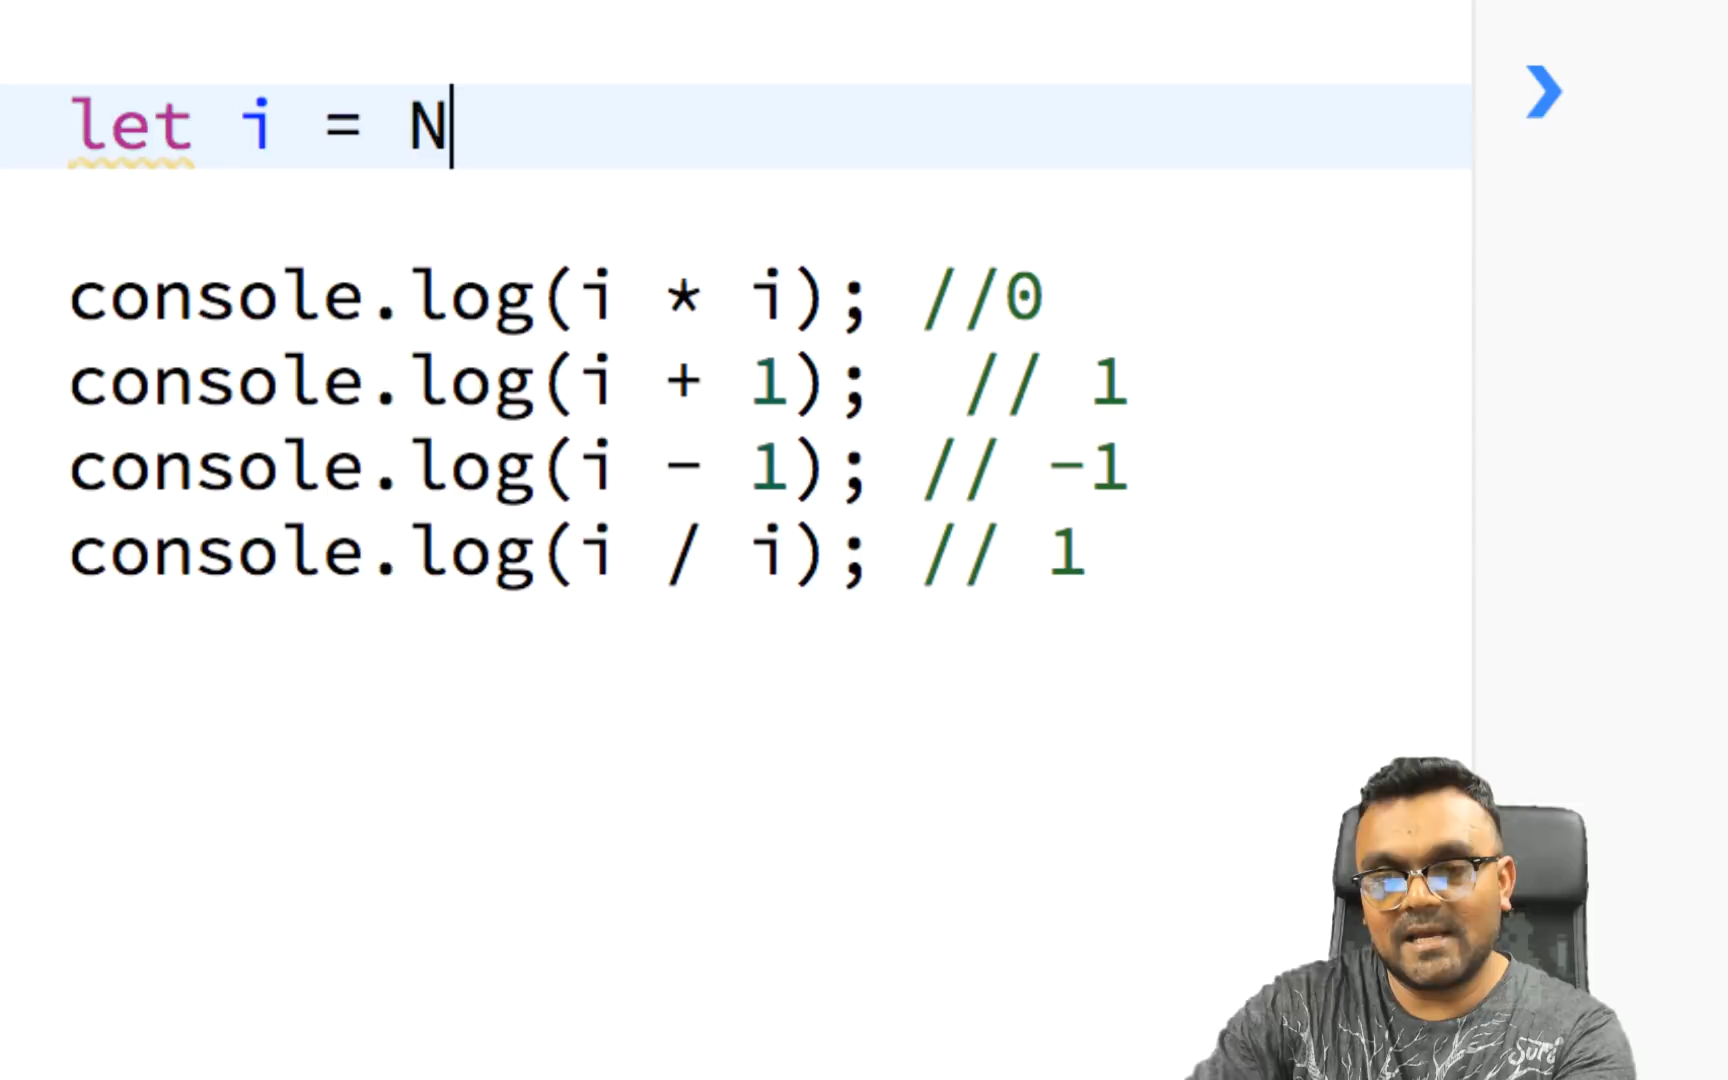 let i = N
console.log(i * i); //0
console.log(i + 1);  // 1
console.log(i - 1); // -1
console.log(i / i); // 1